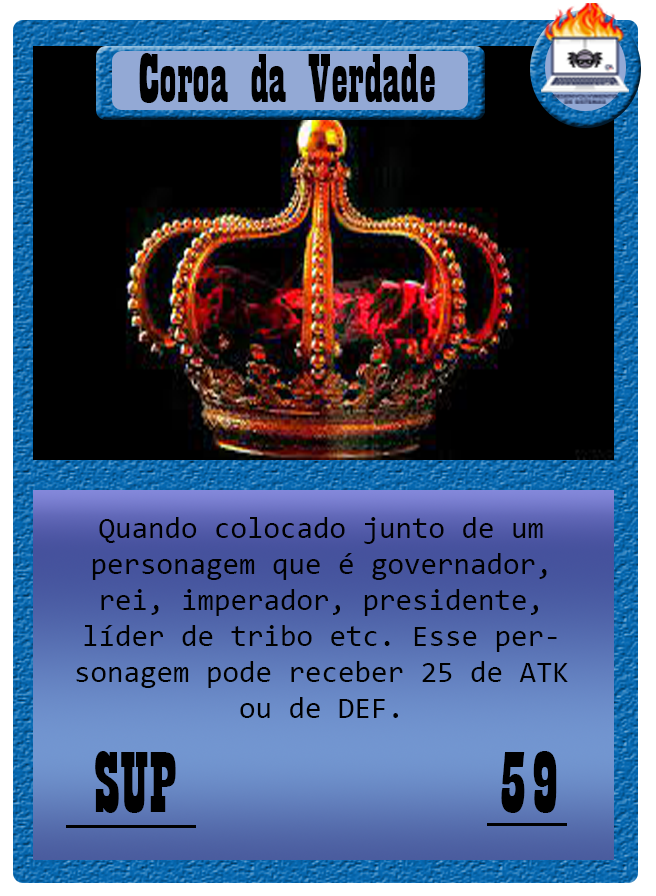 Coroa da Verdade
Quando colocado junto de um
personagem que é governador,
rei, imperador, presidente,
líder de tribo etc. Esse per-
sonagem pode receber 25 de ATK
ou de DEF.
SUP
59